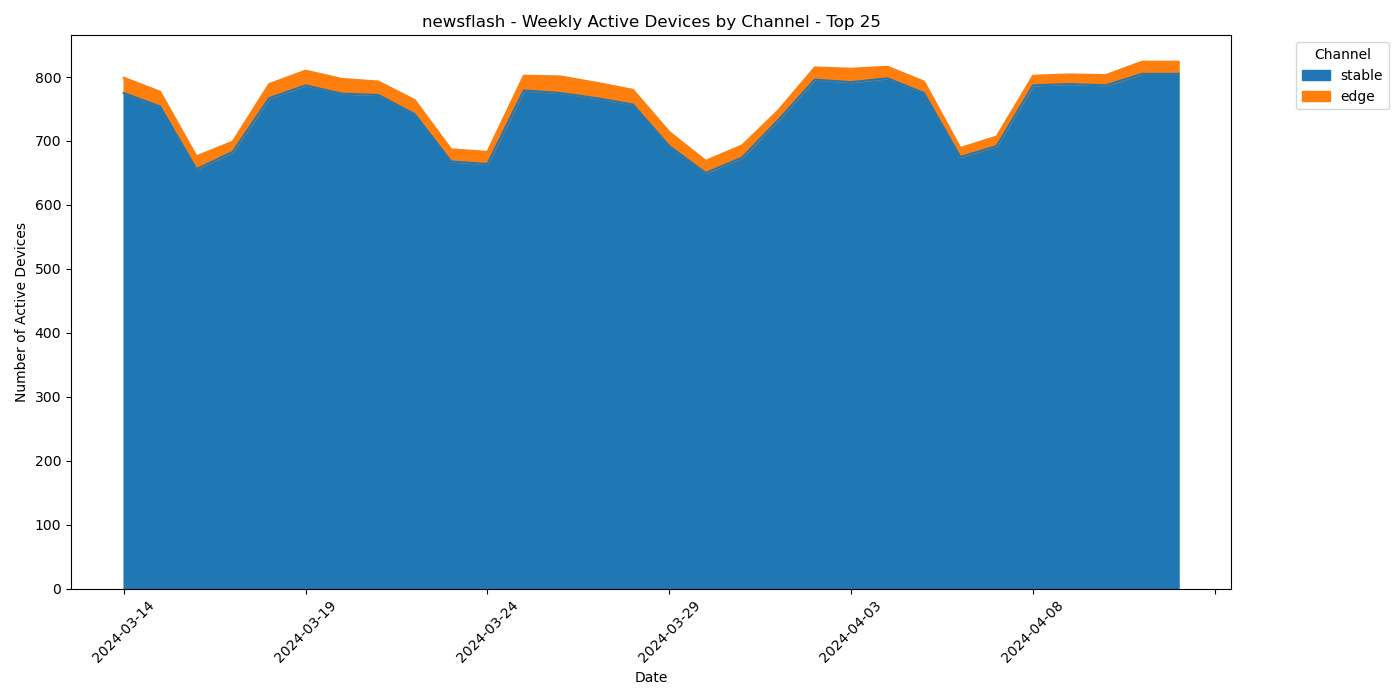 newsflash - Weekly Active Devices by Channel - Top 25
Channel
stable
edge
Number of Active Devices
800
700
600
500
400
300
200
100
0
2024-03-14
2024-03-19
2024-03-24
2024-03-29
2024-04-03
2024-04-08
Date